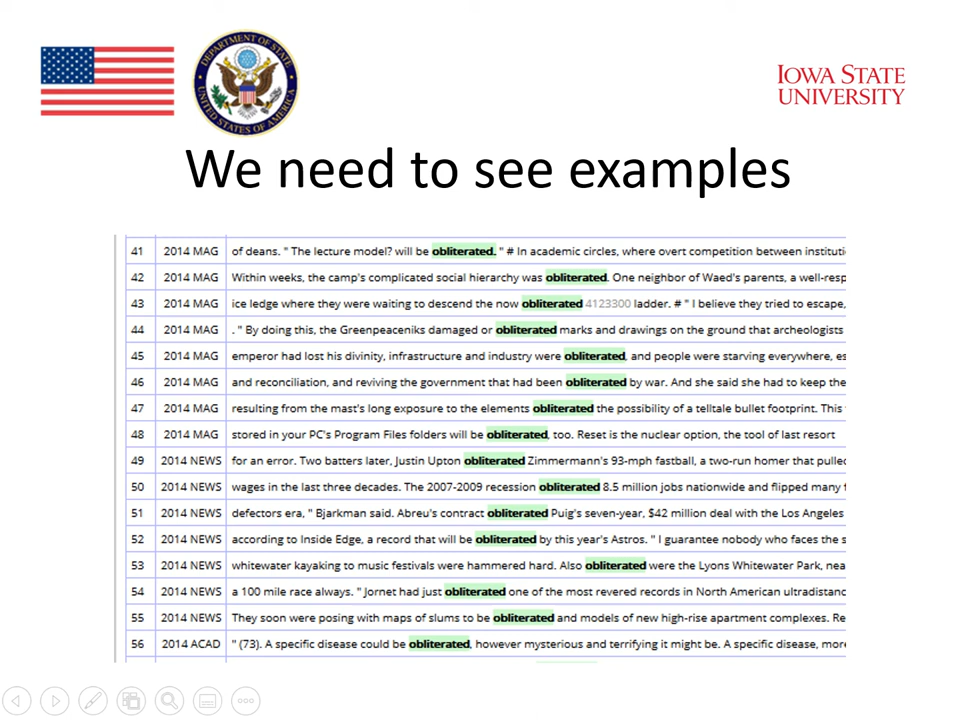 DEPARTMENT OF STATE
UNITED STATES OF AMERICA
IOWA STATE
UNIVERSITY
We need to see examples
41 2014 MAG of deans. " The lecture model? will be obliterated. " # In academic circles, where overt competition between instituti
42 2014 MAG Within weeks, the camp's complicated social hierarchy was obliterated. One neighbor of Waed's parents, a well-resp
43 2014 MAG ice ledge where they were waiting to descend the now obliterated 4123300 ladder. # " I believe they tried to escape,
44 2014 MAG . " By doing this, the Greenpeaceniks damaged or obliterated marks and drawings on the ground that archeologists
45 2014 MAG emperor had lost his divinity, infrastructure and industry were obliterated, and people were starving everywhere, es
46 2014 MAG and reconciliation, and reviving the government that had been obliterated by war. And she said she had to keep the
47 2014 MAG resulting from the mast's long exposure to the elements obliterated the possibility of a telltale bullet footprint. This
48 2014 MAG stored in your PC's Program Files folders will be obliterated, too. Reset is the nuclear option, the tool of last resort
49 2014 NEWS for an error. Two batters later, Justin Upton obliterated Zimmermann's 93-mph fastball, a two-run homer that pulled
50 2014 NEWS wages in the last three decades. The 2007-2009 recession obliterated 8.5 million jobs nationwide and flipped many f
51 2014 NEWS defectors era, " Bjarkman said. Abreu's contract obliterated Puig's seven-year, $42 million deal with the Los Angeles
52 2014 NEWS according to Inside Edge, a record that will be obliterated by this year's Astros. " I guarantee nobody who faces the s
53 2014 NEWS whitewater kayaking to music festivals were hammered hard. Also obliterated were the Lyons Whitewater Park, nea
54 2014 NEWS a 100 mile race always. " Jornet had just obliterated one of the most revered records in North American ultradistanc
55 2014 NEWS They soon were posing with maps of slums to be obliterated and models of new high-rise apartment complexes. Re
56 2014 ACAD " (73). A specific disease could be obliterated, however mysterious and terrifying it might be. A specific disease, more